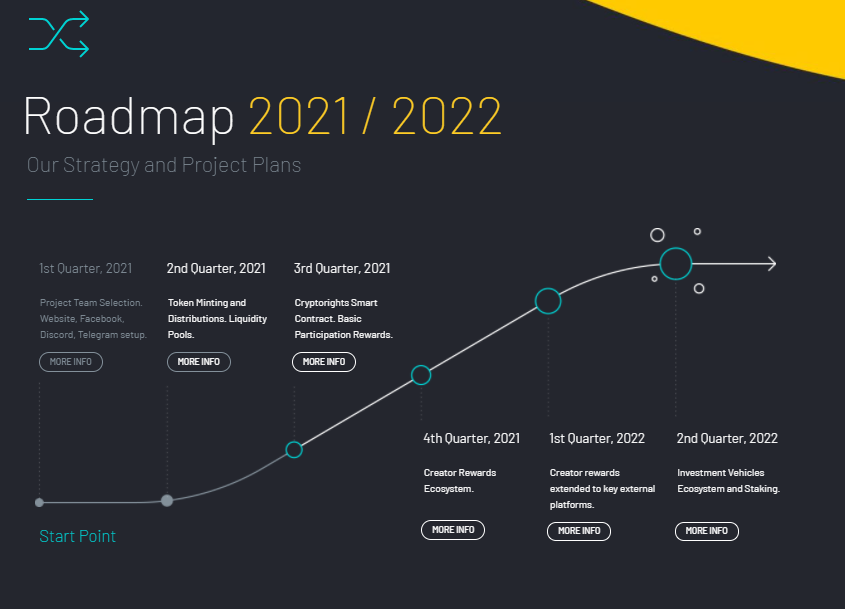 Roadmap 2021 / 2022
Our Strategy and Project Plans
1st Quarter, 2021
Project Team Selection.
Website, Facebook,
Discord, Telegram setup.
MORE INFO
2nd Quarter, 2021
Token Minting and
Distributions. Liquidity
Pools.
MORE INFO
3rd Quarter, 2021
Cryptorights Smart
Contract. Basic
Participation Rewards.
MORE INFO
4th Quarter, 2021
Creator Rewards
Ecosystem.
MORE INFO
1st Quarter, 2022
Creator rewards
extended to key external
platforms.
MORE INFO
2nd Quarter, 2022
Investment Vehicles
Ecosystem and Staking.
MORE INFO
Start Point